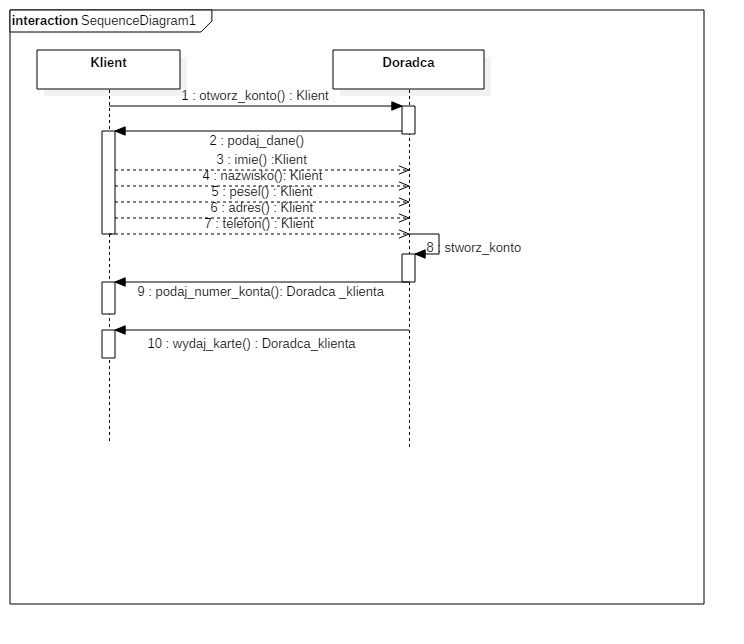 interaction SequenceDiagram1
Klient
Doradca
1 : otworz_konto() : Klient
2 : podaj_dane()
3 : imie() :Klient
4 : nazwisko(): Klient
5 : pesel() : Klient
6 : adres() : Klient
7 : telefon() : Klient
8 : stworz_konto
9 : podaj_numer_konta(): Doradca _klienta
10 : wydaj_karte() : Doradca_klienta